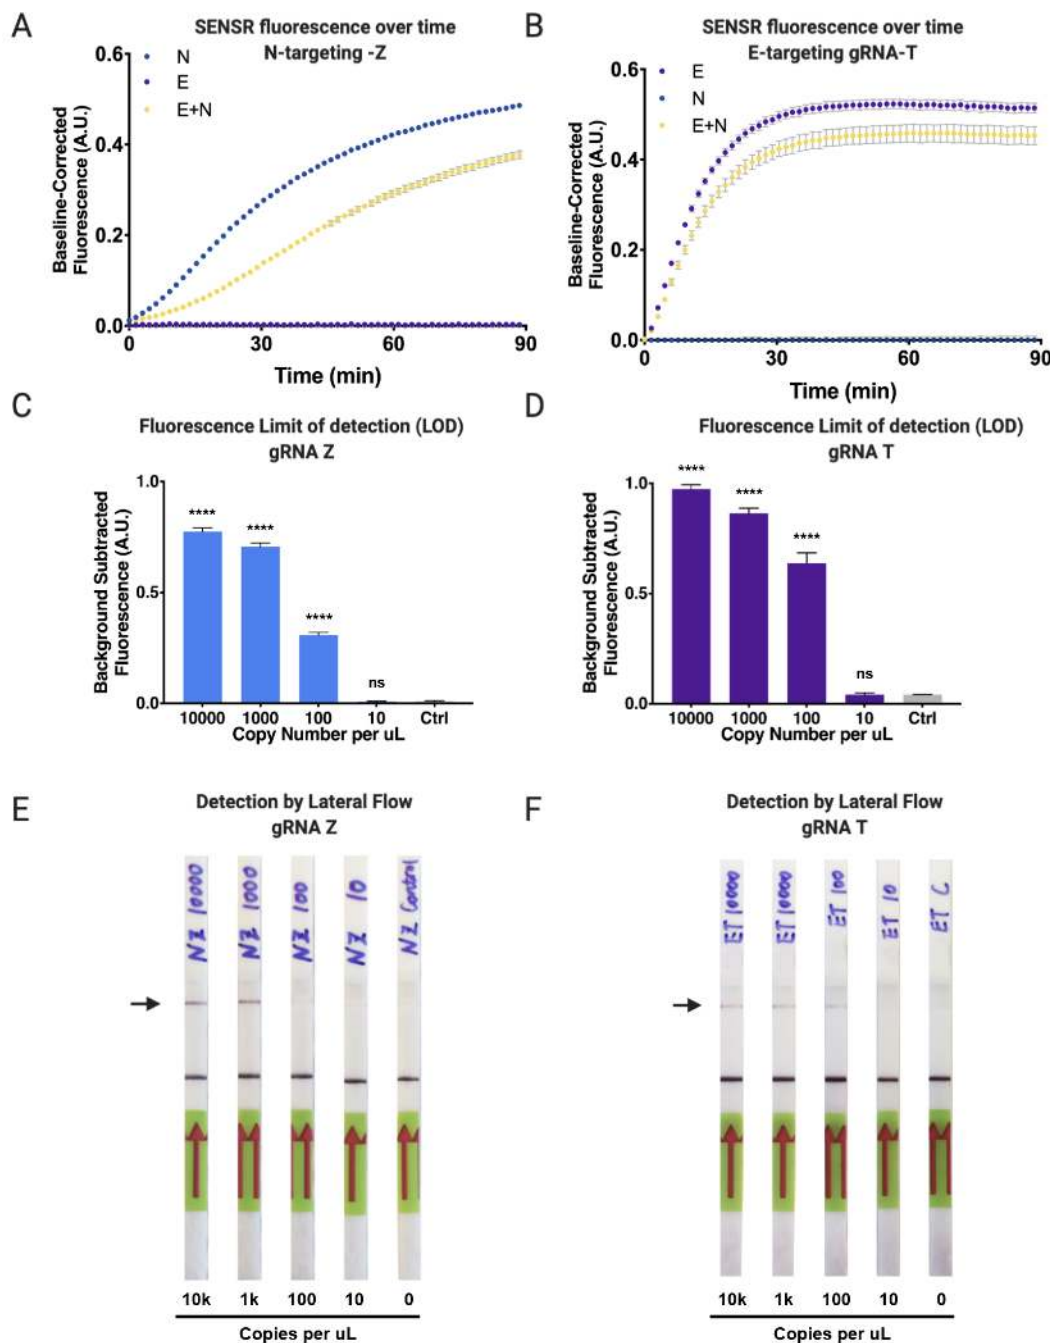 A
SENSR fluorescence over time
N-targeting -Z
N
E
E+N
Baseline-Corrected
Fluorescence (A.U.)
0.6
0.4
0.2
0.0
0
30
60
90
Time (min)
B
SENSR fluorescence over time
E-targeting gRNA-T
E
N
E+N
Baseline-Corrected
Fluorescence (A.U.)
0.6
0.4
0.2
0.0
0
30
60
90
Time (min)
C
Fluorescence Limit of detection (LOD)
gRNA Z
Background Subtracted
Fluorescence (A.U.)
1.0
0.5
0.0
****
****
****
ns
10000
1000
100
10
Ctrl
Copy Number per uL
D
Fluorescence Limit of detection (LOD)
gRNA T
Background Subtracted
Fluorescence (A.U.)
1.0
0.5
0.0
****
****
****
ns
10000
1000
100
10
Ctrl
Copy Number per uL
E
Detection by Lateral Flow
gRNA Z
NZ 10000
NZ 1000
NZ 100
NZ 10
NZ Control
10k
1k
100
10
0
Copies per uL
F
Detection by Lateral Flow
gRNA T
ET 10000
ET 10000
ET 100
ET 10
ET C
10k
1k
100
10
0
Copies per uL